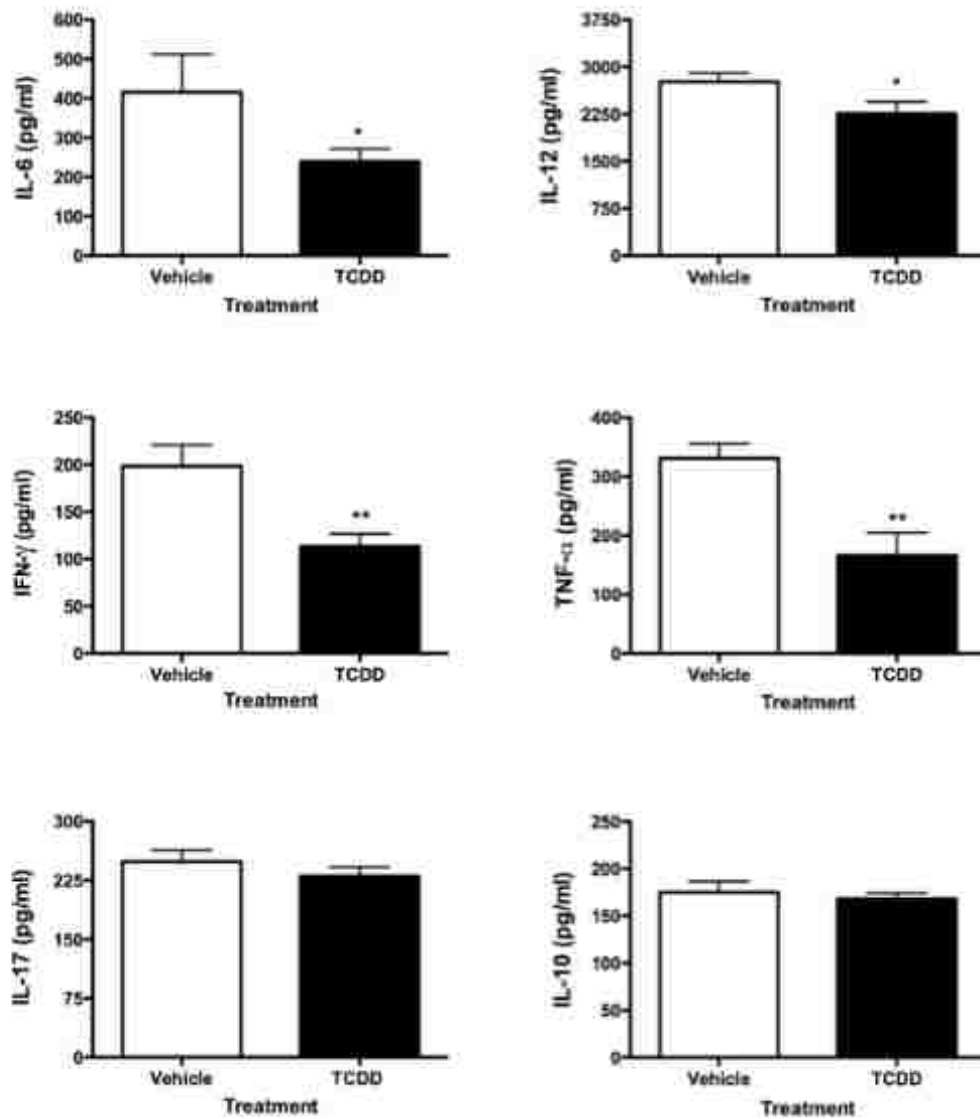 600
500
400
300
200
100
0
IL-6 (pg/ml)
*
Vehicle TCDD
Treatment
3750
3000
2250
1500
750
0
IL-12 (pg/ml)
*
Vehicle TCDD
Treatment
250
200
150
100
50
0
IFN-γ (pg/ml)
**
Vehicle TCDD
Treatment
400
300
200
100
0
TNF-α (pg/ml)
**
Vehicle TCDD
Treatment
300
225
150
75
0
IL-17 (pg/ml)
Vehicle TCDD
Treatment
250
200
150
100
50
0
IL-10 (pg/ml)
Vehicle TCDD
Treatment